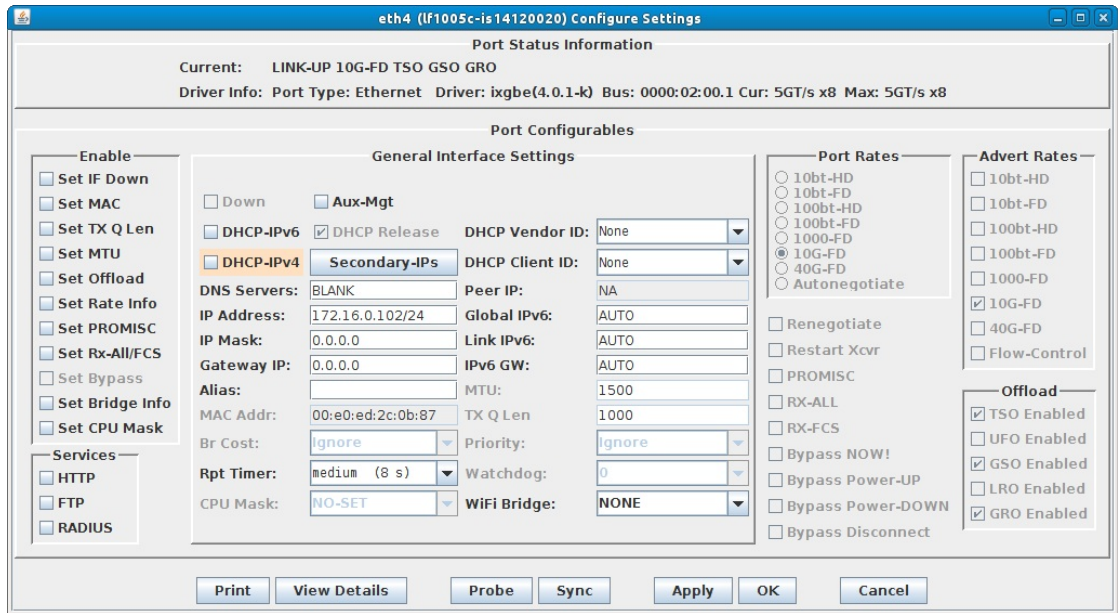 eth4 (lf1005c-is14120020) Configure Settings
Port Status Information
Current: LINK-UP 10G-FD TSO GSO GRO
Driver Info: Port Type: Ethernet Driver: ixgbe(4.0.1-k) Bus: 0000:02:00.1 Cur: 5GT/s x8 Max: 5GT/s x8
Port Configurables
Enable
Set IF Down
Set MAC
Set TX Q Len
Set MTU
Set Offload
Set Rate Info
Set PROMISC
Set Rx-All/FCS
Set Bypass
Set Bridge Info
Set CPU Mask
Services
HTTP
FTP
RADIUS
General Interface Settings
Down Aux-Mgt
DHCP-IPv6 DHCP Release DHCP Vendor ID: None
DHCP-IPv4 Secondary-IPs DHCP Client ID: None
DNS Servers: BLANK Peer IP: NA
IP Address: 172.16.0.102/24 Global IPv6: AUTO
IP Mask: 0.0.0.0 Link IPv6: AUTO
Gateway IP: 0.0.0.0 IPv6 GW: AUTO
Alias: MTU: 1500
MAC Addr: 00:e0:ed:2c:0b:87 TX Q Len 1000
Br Cost: Ignore Priority: Ignore
Rpt Timer: medium (8 s) Watchdog: 0
CPU Mask: NO-SET WiFi Bridge: NONE
Port Rates
10bt-HD
10bt-FD
100bt-HD
100bt-FD
1000-FD
10G-FD
40G-FD
Autonegotiate
Renegotiate
Restart Xcvr
PROMISC
RX-ALL
RX-FCS
Bypass NOW!
Bypass Power-UP
Bypass Power-DOWN
Bypass Disconnect
Advert Rates
10bt-HD
10bt-FD
100bt-HD
100bt-FD
1000-FD
10G-FD
40G-FD
Flow-Control
Offload
TSO Enabled
UFO Enabled
GSO Enabled
LRO Enabled
GRO Enabled
Print View Details Probe Sync Apply OK Cancel